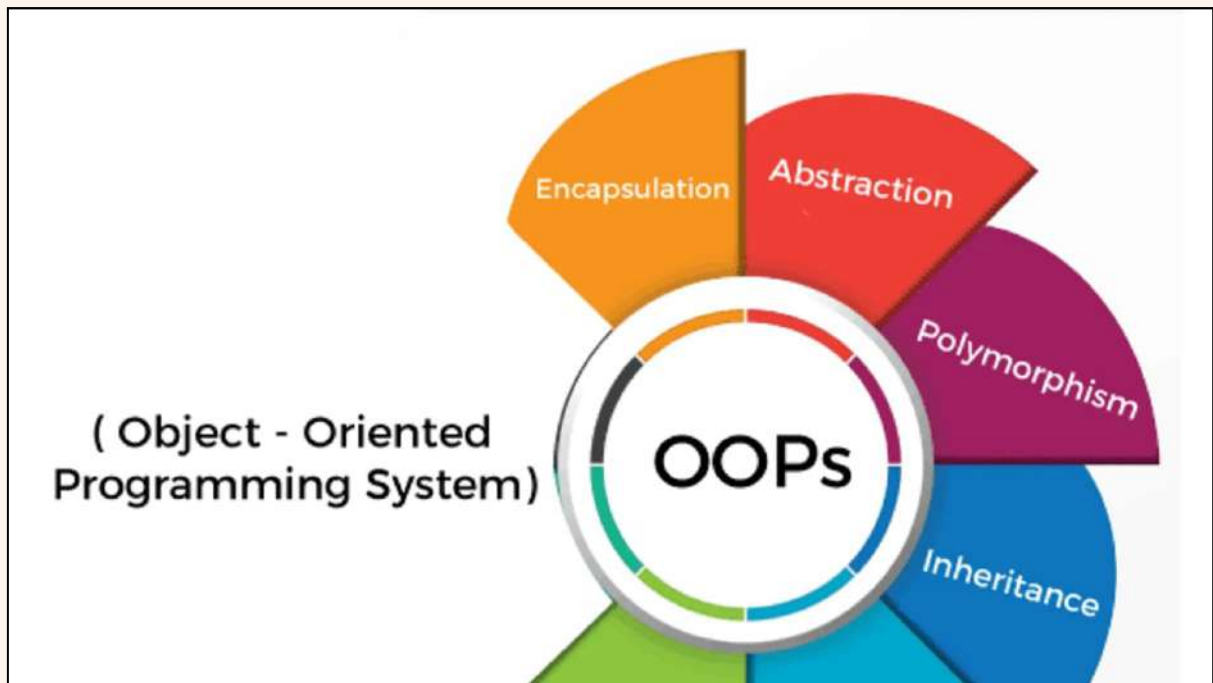 Encapsulation
Abstraction
Polymorphism
( Object - Oriented
Programming System)
OOPs
Inheritance